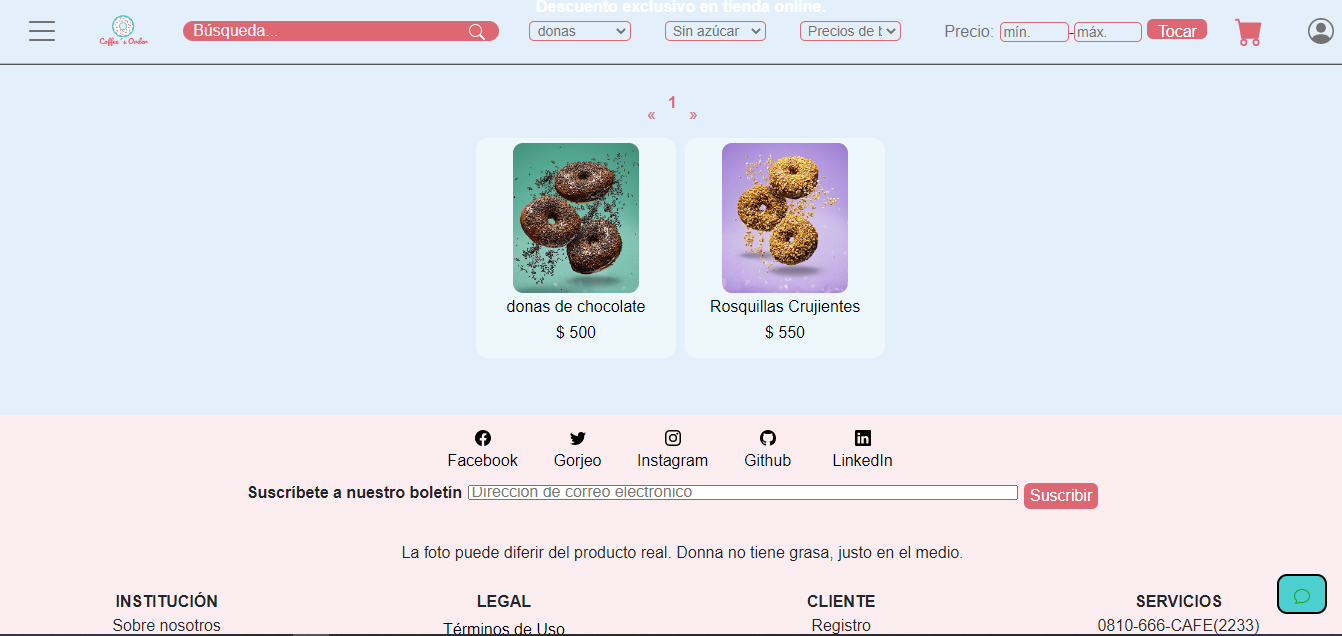 Descuento exclusivo en tienda online.
Coffee's Order
Búsqueda...
donas
Sin azúcar
Precios de b
Precio: mín. - máx. Tocar
1
« »
donas de chocolate
$ 500
Rosquillas Crujientes
$ 550
Facebook
Gorjeo
Instagram
Github
LinkedIn
Suscríbete a nuestro boletín Dirección de correo electrónico Suscribir
La foto puede diferir del producto real. Donna no tiene grasa, justo en el medio.
INSTITUCIÓN
Sobre nosotros
LEGAL
Términos de Uso
CLIENTE
Registro
SERVICIOS
0810-666-CAFE(2233)